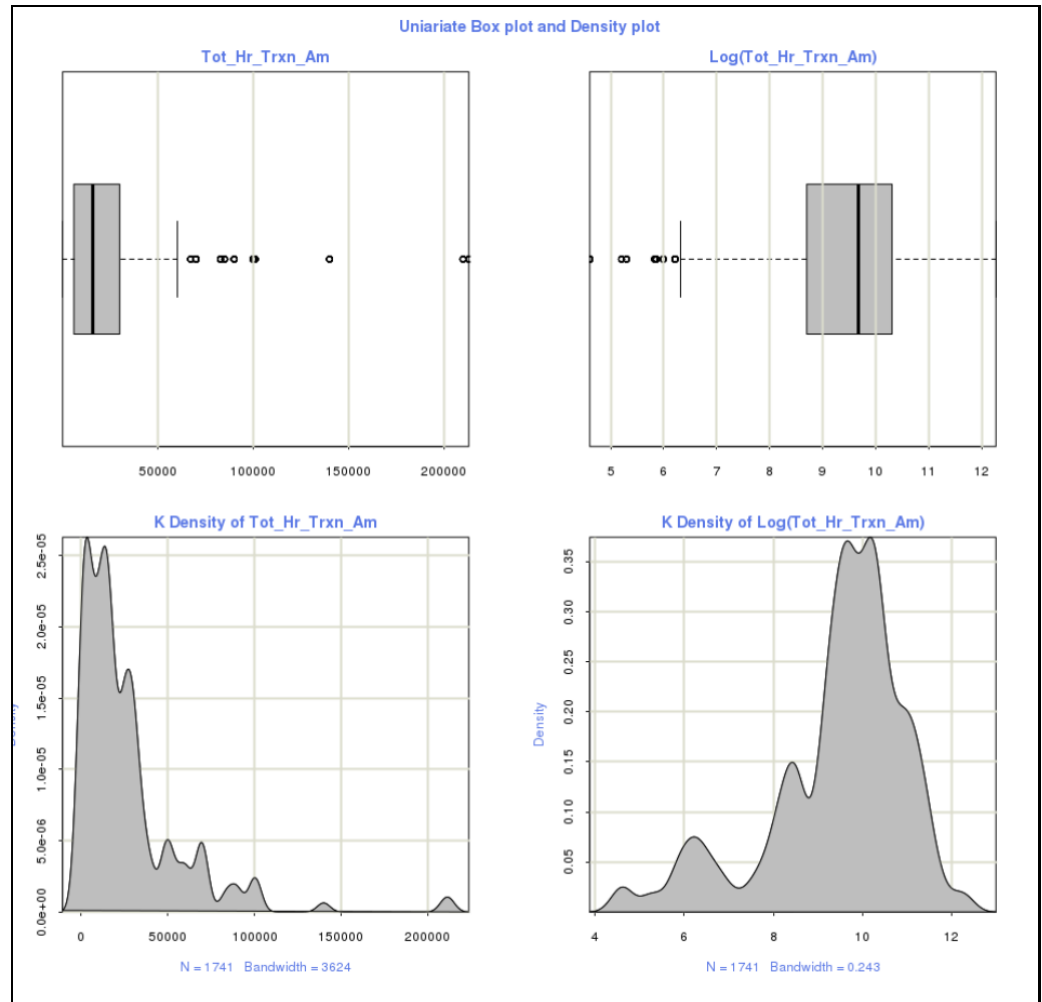 Uniariate Box plot and Density plot
Tot_Hr_Trxn_Am
50000 100000 150000 200000
Log(Tot_Hr_Trxn_Am)
5 6 7 8 9 10 11 12
K Density of Tot_Hr_Trxn_Am
2.5e-05
2.0e-05
1.5e-05
1.0e-05
5.0e-06
0.0e+00
0 50000 100000 150000 200000
N = 1741 Bandwidth = 3624
K Density of Log(Tot_Hr_Trxn_Am)
Density
0.35
0.30
0.25
0.20
0.15
0.10
0.05
4 6 8 10 12
N = 1741 Bandwidth = 0.243